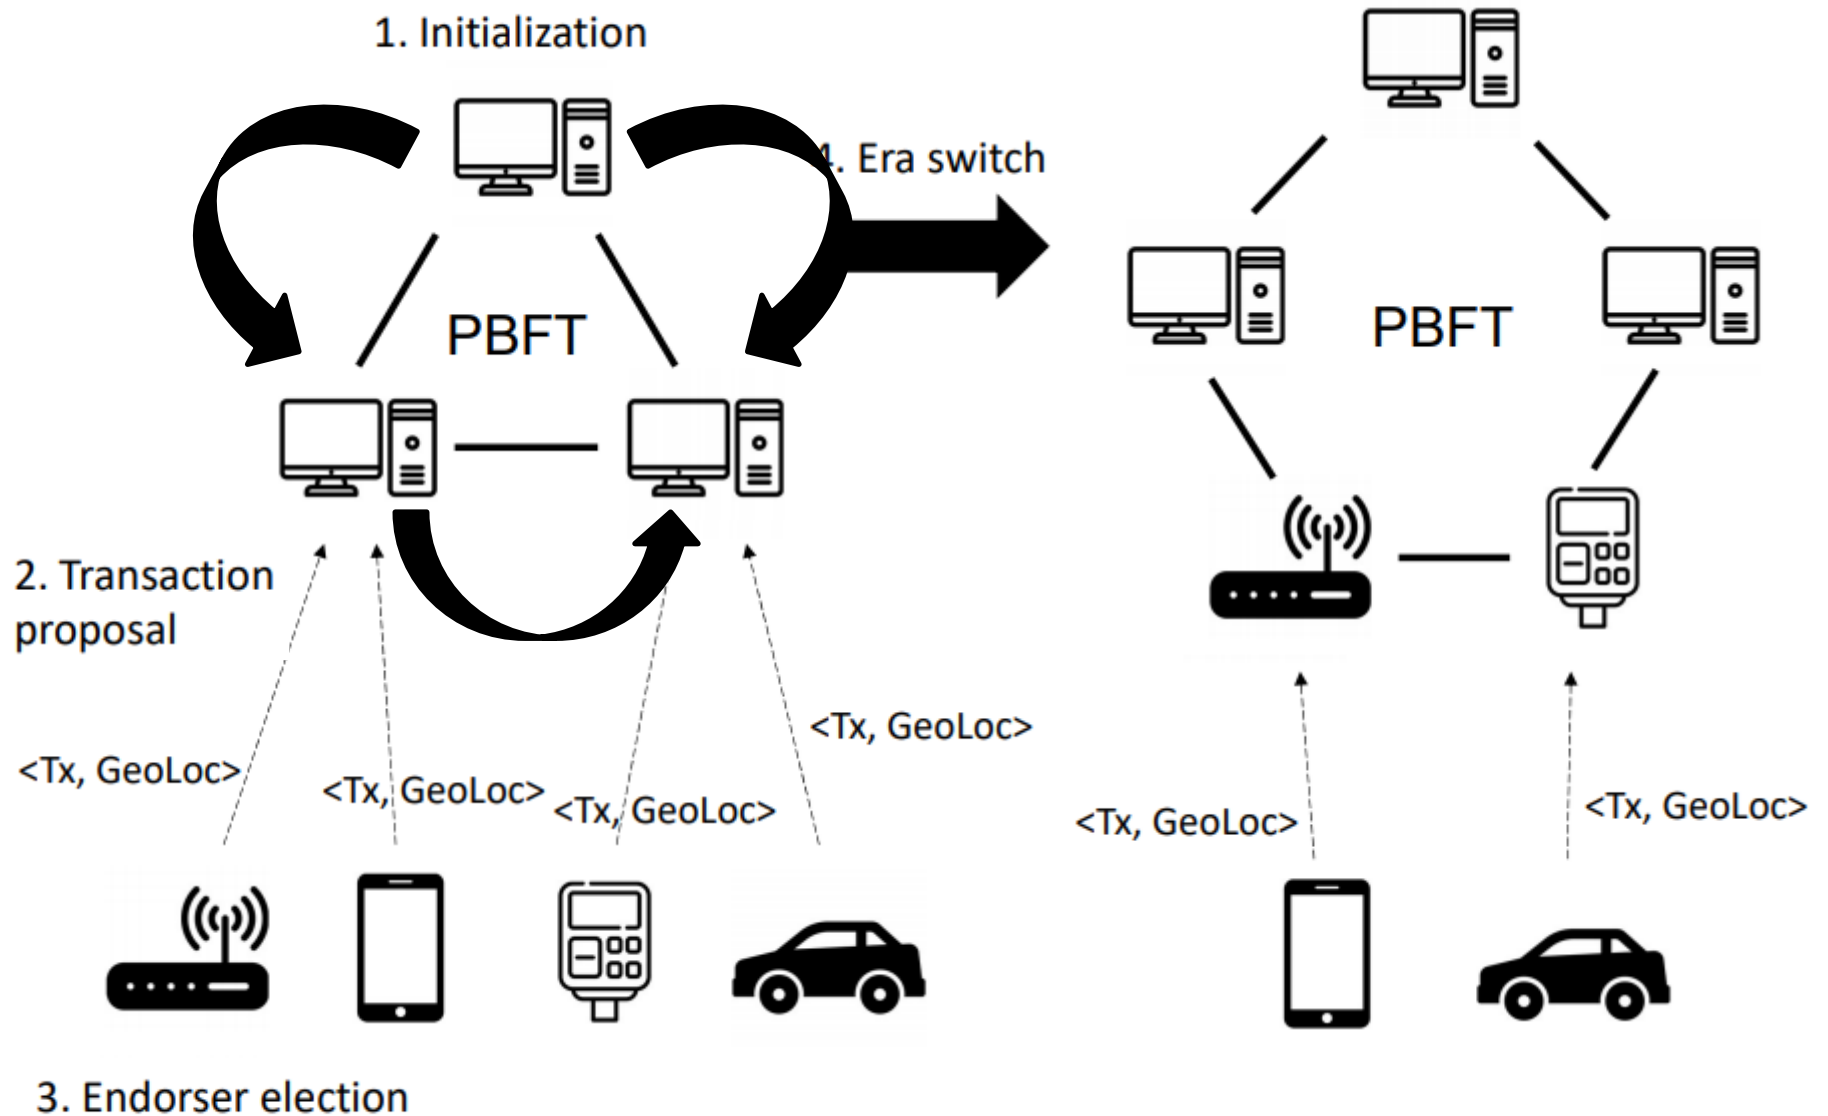 1. Initialization
4. Era switch
PBFT
PBFT
2. Transaction
proposal
<Tx, GeoLoc>
<Tx, GeoLoc>
<Tx, GeoLoc>
<Tx, GeoLoc>
<Tx, GeoLoc>
<Tx, GeoLoc>
3. Endorser election